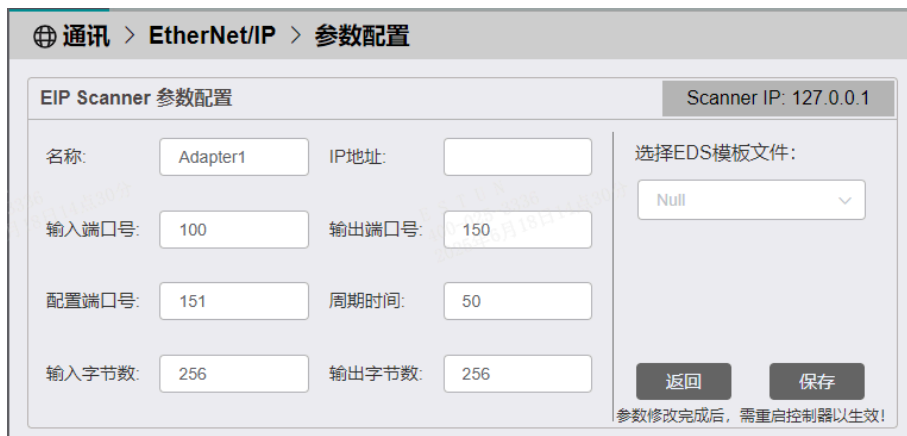 通讯 > EtherNet/IP > 参数配置
EIP Scanner 参数配置
Scanner IP: 127.0.0.1
名称: Adapter1 IP地址:
选择EDS模板文件:
Null
输入端口号: 100 输出端口号: 150
配置端口号: 151 周期时间: 50
输入字节数: 256 输出字节数: 256
返回 保存
参数修改完成后，需重启控制器以生效!